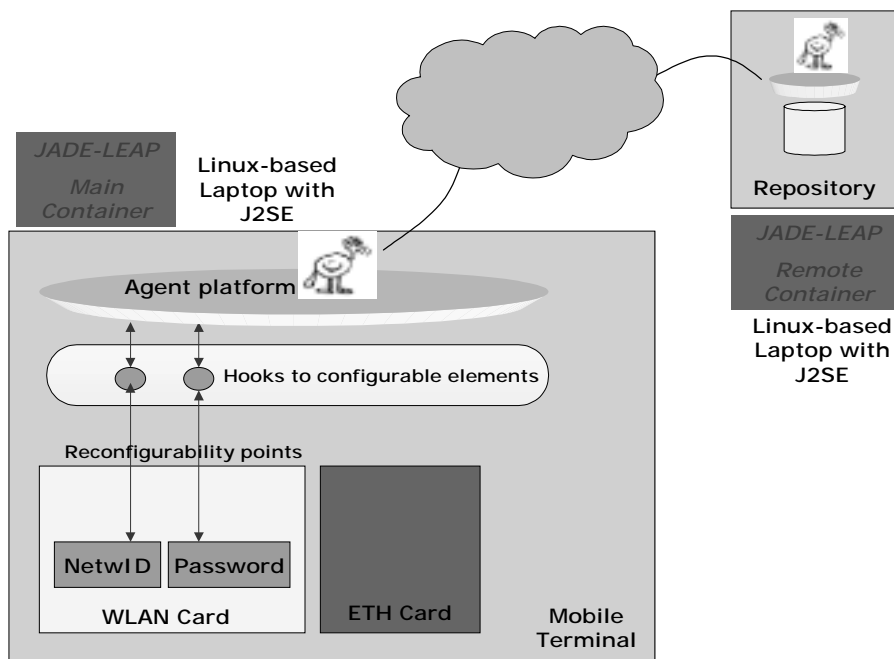 JADE-LEAP
Main
Container
Linux-based
Laptop with
J2SE
Agent platform
Hooks to configurable elements
Reconfigurability points
NetwID
Password
WLAN Card
ETH Card
Mobile
Terminal
Repository
JADE-LEAP
Remote
Container
Linux-based
Laptop with
J2SE